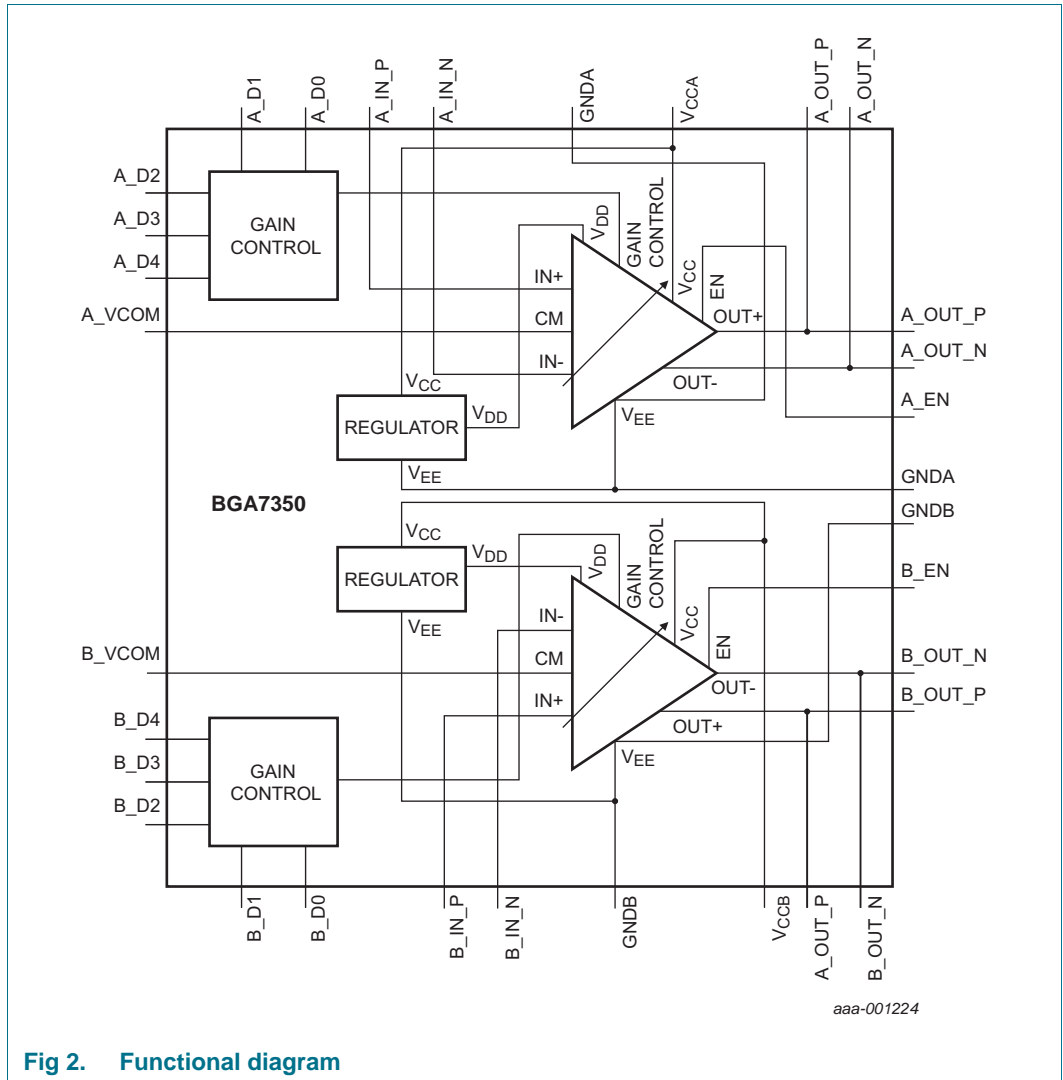 A_D1
A_D0
A_IN_P
A_IN_N
GNDA
VCCA
A_OUT_P
A_OUT_N
A_D2
A_D3
A_D4
GAIN
CONTROL
VDD
GAIN
CONTROL
VCC
EN
IN+
CM
IN-
OUT+
OUT-
VEE
A_VCOM
A_OUT_P
A_OUT_N
A_EN
VCC
REGULATOR
VDD
VEE
GNDA
BGA7350
GNDB
VCC
REGULATOR
VDD
VEE
VDD
GAIN
CONTROL
VCC
EN
B_EN
IN-
CM
IN+
OUT-
OUT+
VEE
B_VCOM
B_OUT_N
B_OUT_P
B_D4
B_D3
B_D2
GAIN
CONTROL
B_D1
B_D0
B_IN_P
B_IN_N
GNDB
VCCB
A_OUT_P
B_OUT_N
aaa-001224
Fig 2. Functional diagram